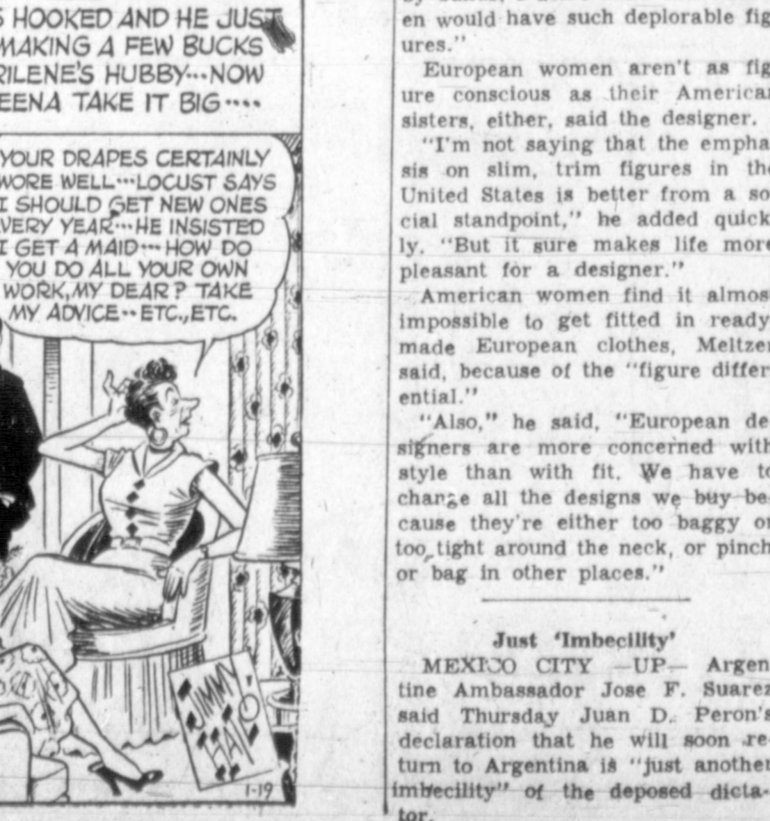 S HOOKED AND HE JUST
MAKING A FEW BUCKS
RILENE'S HUBBY...NOW
EENA TAKE IT BIG....
YOUR DRAPES CERTAINLY
WORE WELL...LOCUST SAYS
I SHOULD GET NEW ONES
VERY YEAR...HE INSISTED
I GET A MAID...HOW DO
YOU DO ALL YOUR OWN
WORK, MY DEAR? TAKE
MY ADVICE..ETC., ETC.
JIMMY
HAT
1-19
en would have such deplorable fig
ures."
European women aren't as fig
ure conscious as their American
sisters, either, said the designer.
"I'm not saying that the empha
sis on slim, trim figures in the
United States is better from a so
cial standpoint," he added quick
ly. "But it sure makes life more
pleasant for a designer."
American women find it almost
impossible to get fitted in ready
made European clothes, Meltzer
said, because of the "figure differ
ential."
"Also," he said, "European de
signers are more concerned with
style than with fit. We have to
change all the designs we buy be
cause they're either too baggy or
too tight around the neck, or pinch
or bag in other places."
Just 'Imbecility'
MEXICO CITY —UP— Argen
tine Ambassador Jose F. Suarez
said Thursday Juan D. Peron's
declaration that he will soon re
turn to Argentina is "just another
imbecility" of the deposed dicta-
tor.